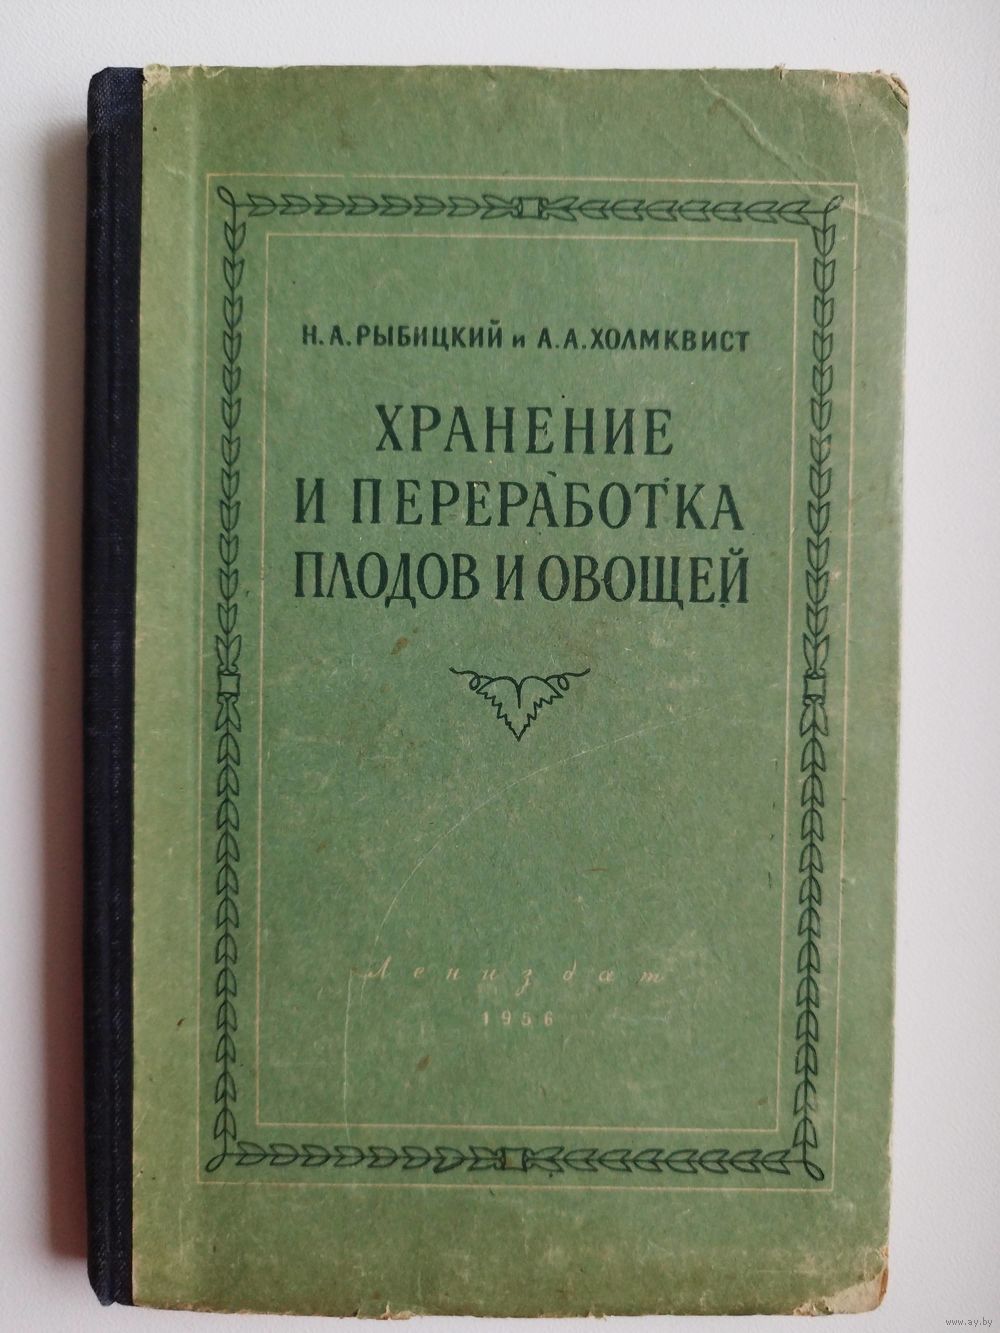 Н. А. РЫБИЦКИЙ и А. А. ХОЛМКВИСТ
ХРАНЕНИЕ
И ПЕРЕРАБОТКА
ПЛОДОВ И ОВОЩЕЙ
Лениздат
1956
www.ay.by